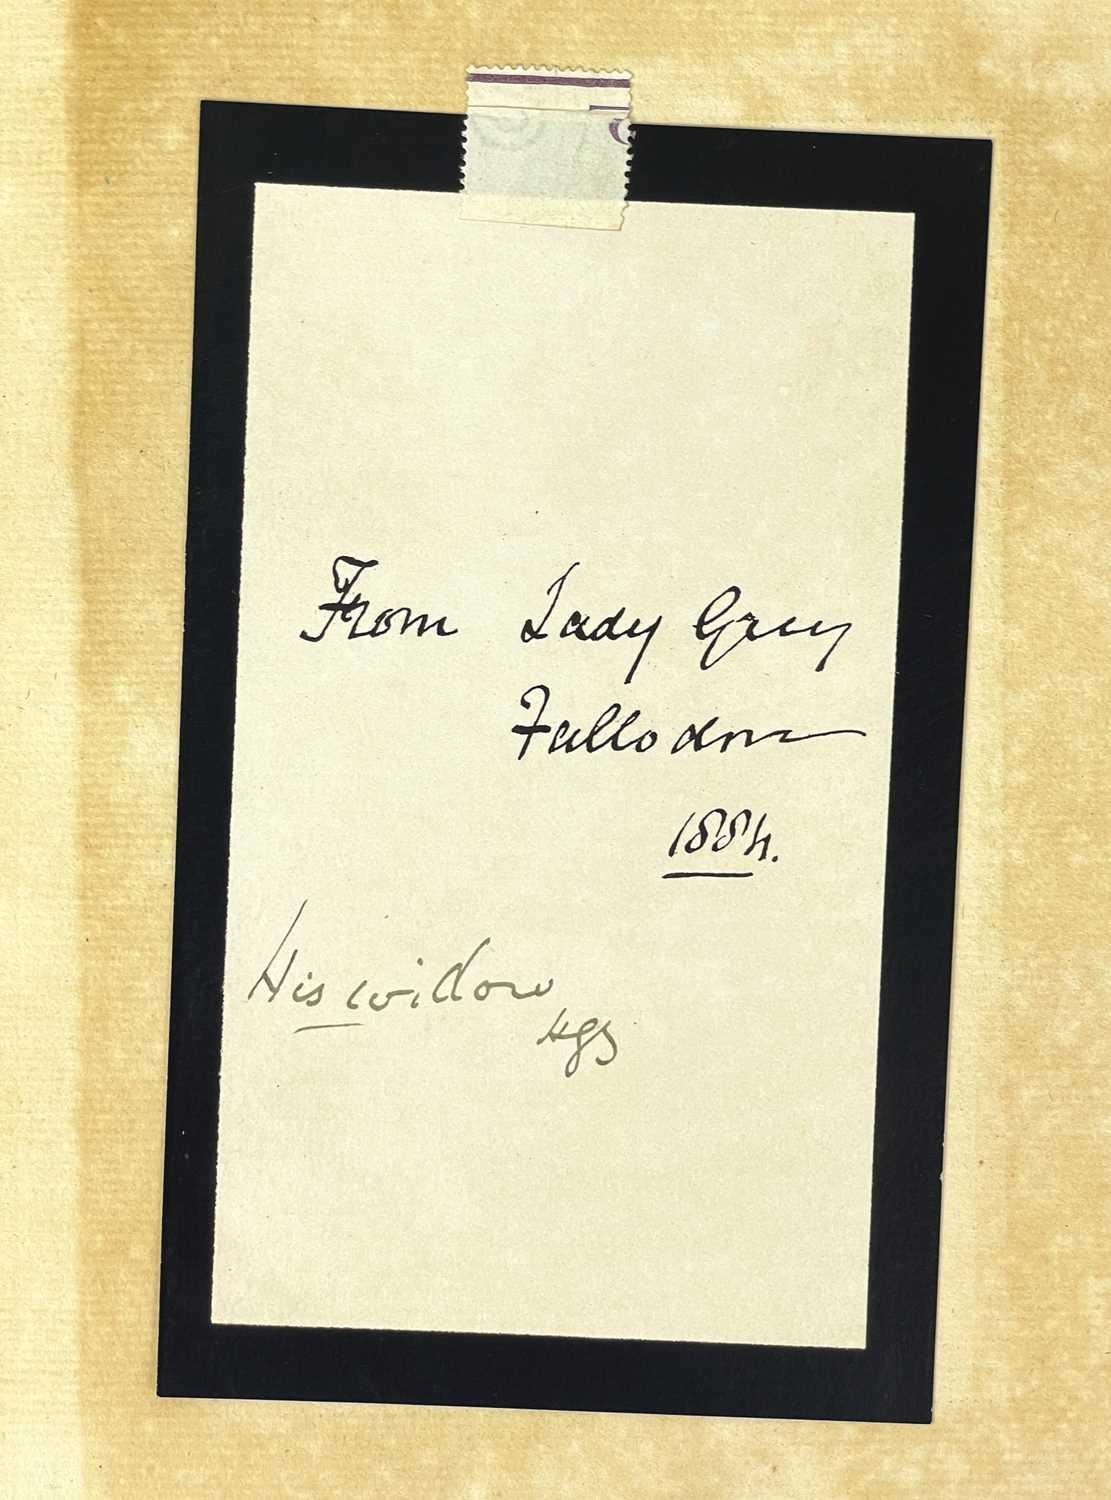 From Lady Grey
Fallodon
1884.
His widow
HGS